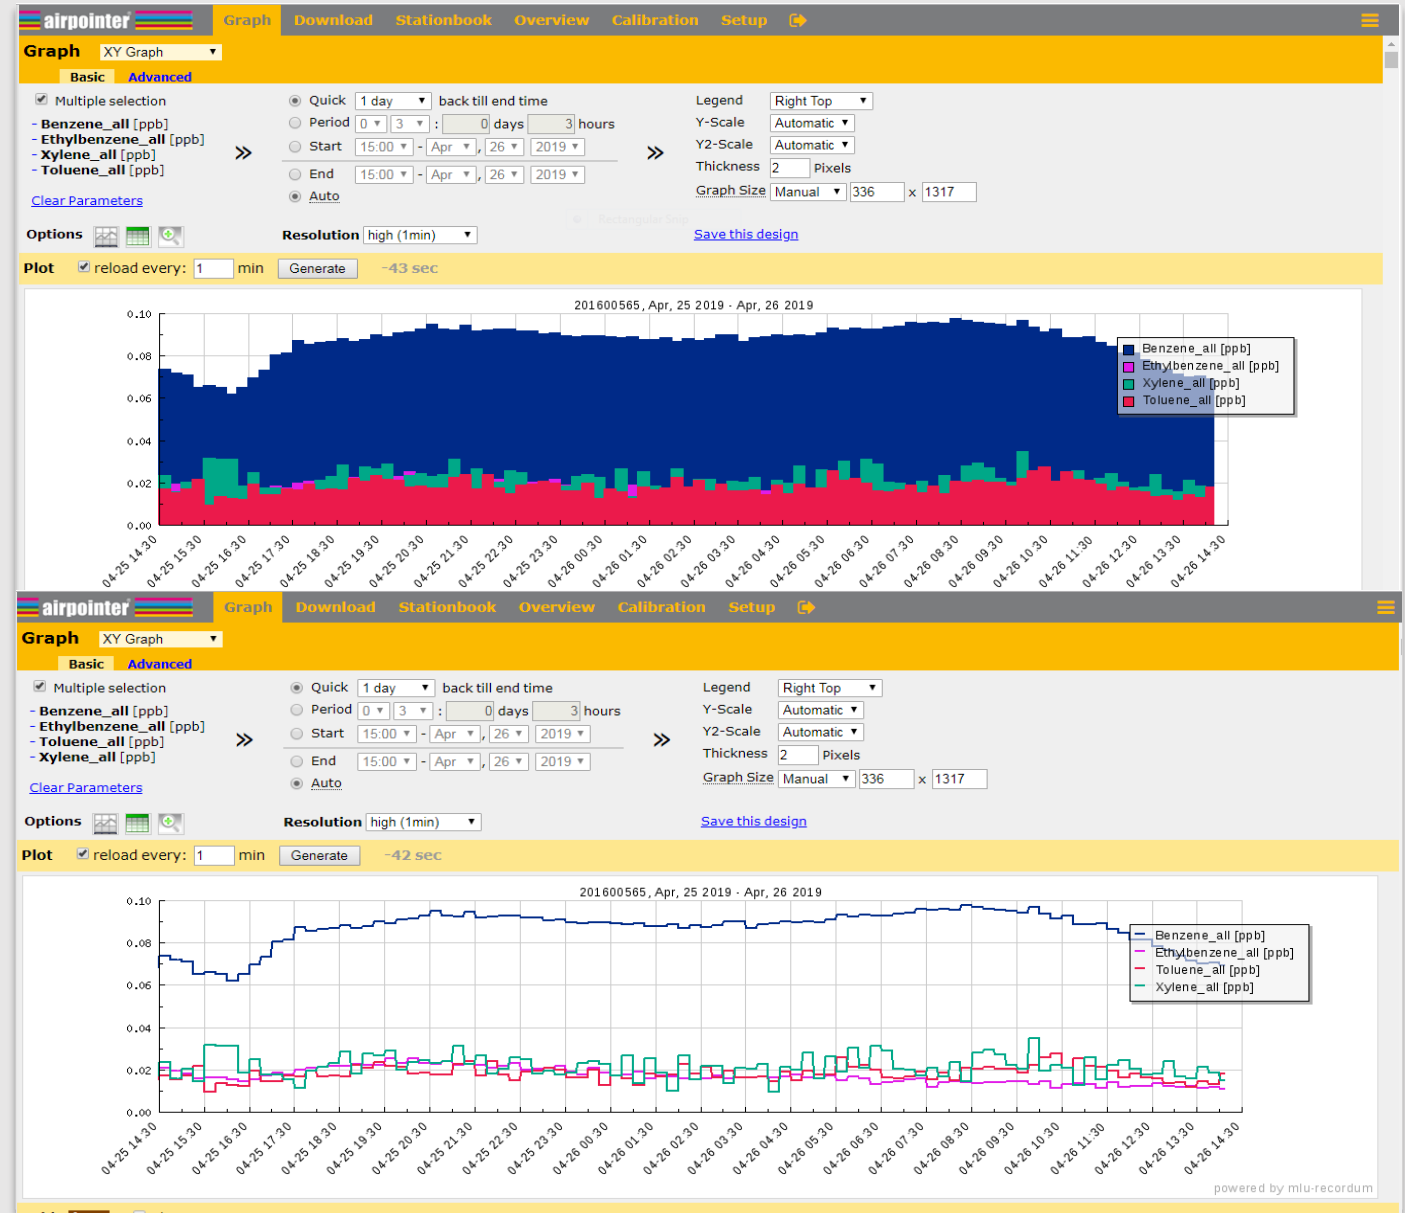 airpointer Graph Download Stationbook Overview Calibration Setup
Graph XY Graph
Basic Advanced
Multiple selection
- Benzene_all [ppb]
- Ethylbenzene_all [ppb]
- Xylene_all [ppb]
- Toluene_all [ppb]
Clear Parameters
»
Quick 1 day back till end time
Period 0 3 : 0 days 3 hours
Start 15:00 - Apr , 26 2019
End 15:00 - Apr , 26 2019
Auto
»
Legend Right Top
Y-Scale Automatic
Y2-Scale Automatic
Thickness 2 Pixels
Graph Size Manual 336 x 1317
Rectangular Snip
Options
Resolution high (1min)
Save this design
Plot reload every: 1 min Generate -43 sec
201600565, Apr, 25 2019 - Apr, 26 2019
0.10
0.08
0.06
0.04
0.02
0.00
Benzene_all [ppb]
Ethylbenzene_all [ppb]
Xylene_all [ppb]
Toluene_all [ppb]
04-25 14:30 04-25 15:30 04-25 16:30 04-25 17:30 04-25 18:30 04-25 19:30 04-25 20:30 04-25 21:30 04-25 22:30 04-25 23:30 04-26 00:30 04-26 01:30 04-26 02:30 04-26 03:30 04-26 04:30 04-26 05:30 04-26 06:30 04-26 07:30 04-26 08:30 04-26 09:30 04-26 10:30 04-26 11:30 04-26 12:30 04-26 13:30 04-26 14:30
airpointer Graph Download Stationbook Overview Calibration Setup
Graph XY Graph
Basic Advanced
Multiple selection
- Benzene_all [ppb]
- Ethylbenzene_all [ppb]
- Toluene_all [ppb]
- Xylene_all [ppb]
Clear Parameters
»
Quick 1 day back till end time
Period 0 3 : 0 days 3 hours
Start 15:00 - Apr , 26 2019
End 15:00 - Apr , 26 2019
Auto
»
Legend Right Top
Y-Scale Automatic
Y2-Scale Automatic
Thickness 2 Pixels
Graph Size Manual 336 x 1317
Options
Resolution high (1min)
Save this design
Plot reload every: 1 min Generate -42 sec
201600565, Apr, 25 2019 - Apr, 26 2019
0.10
0.08
0.06
0.04
0.02
0.00
Benzene_all [ppb]
Ethylbenzene_all [ppb]
Toluene_all [ppb]
Xylene_all [ppb]
04-25 14:30 04-25 15:30 04-25 16:30 04-25 17:30 04-25 18:30 04-25 19:30 04-25 20:30 04-25 21:30 04-25 22:30 04-25 23:30 04-26 00:30 04-26 01:30 04-26 02:30 04-26 03:30 04-26 04:30 04-26 05:30 04-26 06:30 04-26 07:30 04-26 08:30 04-26 09:30 04-26 10:30 04-26 11:30 04-26 12:30 04-26 13:30 04-26 14:30
powered by mlu-recordum